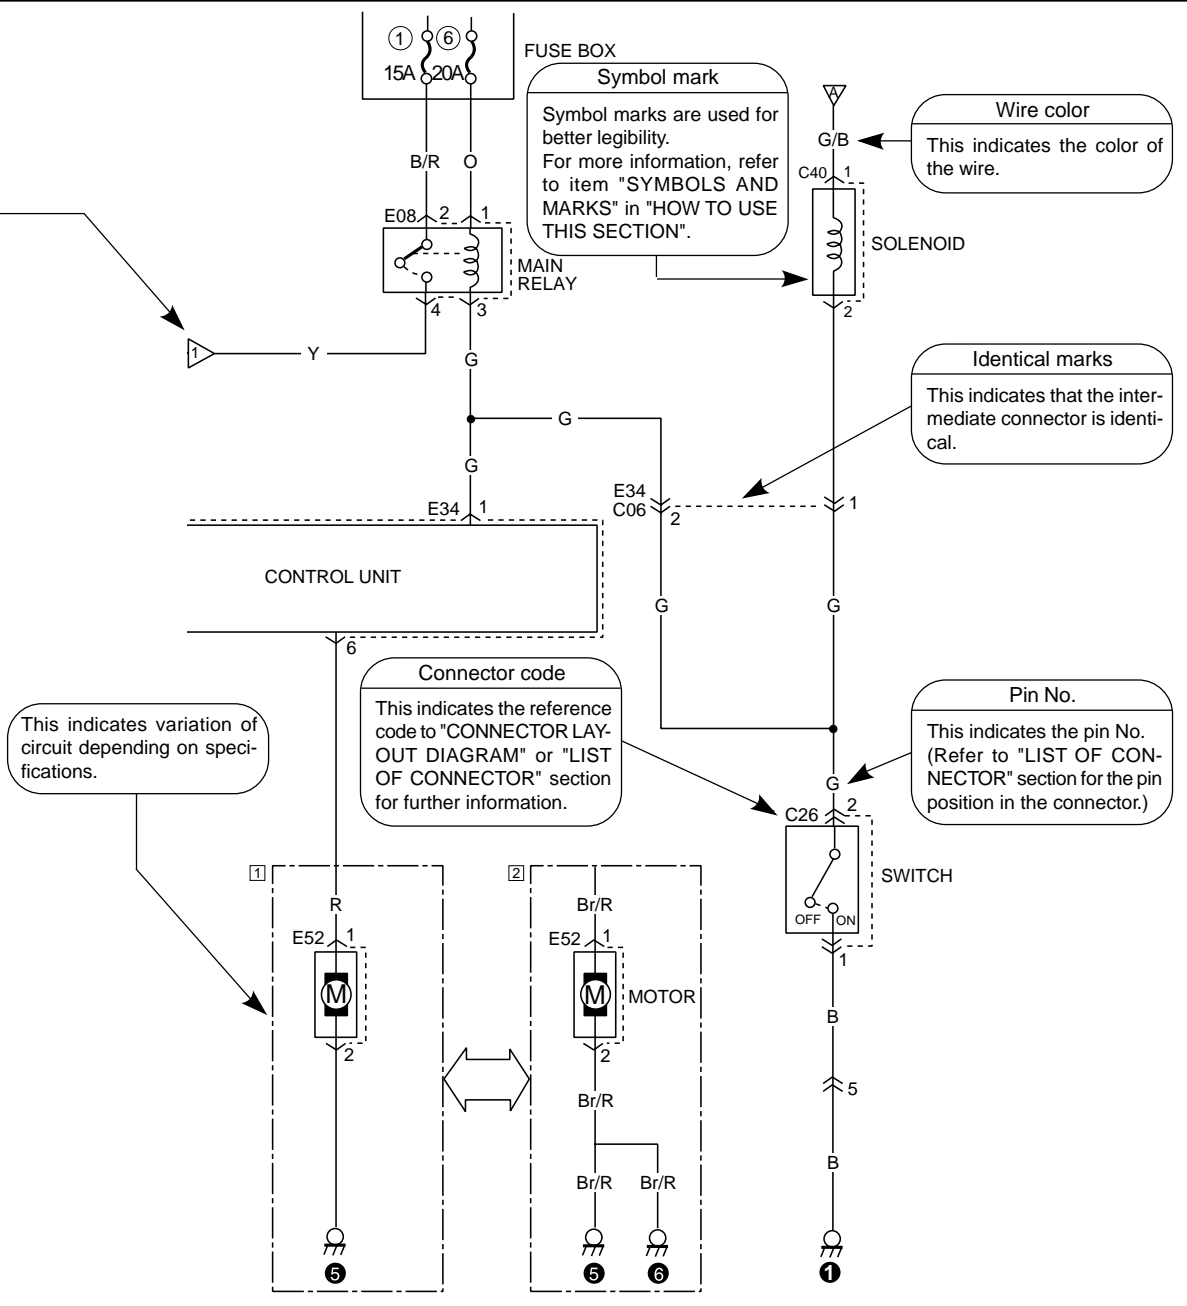 1 6
15A 20A
FUSE BOX
B/R O
E08 2 1
MAIN
RELAY
4 3
1 Y
G
G
G
E34 1
CONTROL UNIT
6
Symbol mark
Symbol marks are used for
better legibility.
For more information, refer
to item "SYMBOLS AND
MARKS" in "HOW TO USE
THIS SECTION".
A
G/B
C40 1
SOLENOID
2
Wire color
This indicates the color of
the wire.
Identical marks
This indicates that the inter-
mediate connector is identi-
cal.
E34
C06
2
1
G
G
Connector code
This indicates the reference
code to "CONNECTOR LAY-
OUT DIAGRAM" or "LIST
OF CONNECTOR" section
for further information.
Pin No.
This indicates the pin No.
(Refer to "LIST OF CON-
NECTOR" section for the pin
position in the connector.)
G
C26 2
SWITCH
OFF ON
1
B
5
B
1
This indicates variation of
circuit depending on speci-
fications.
1
R
E52 1
M
2
5
2
Br/R
E52 1
M
MOTOR
2
Br/R
Br/R Br/R
5 6